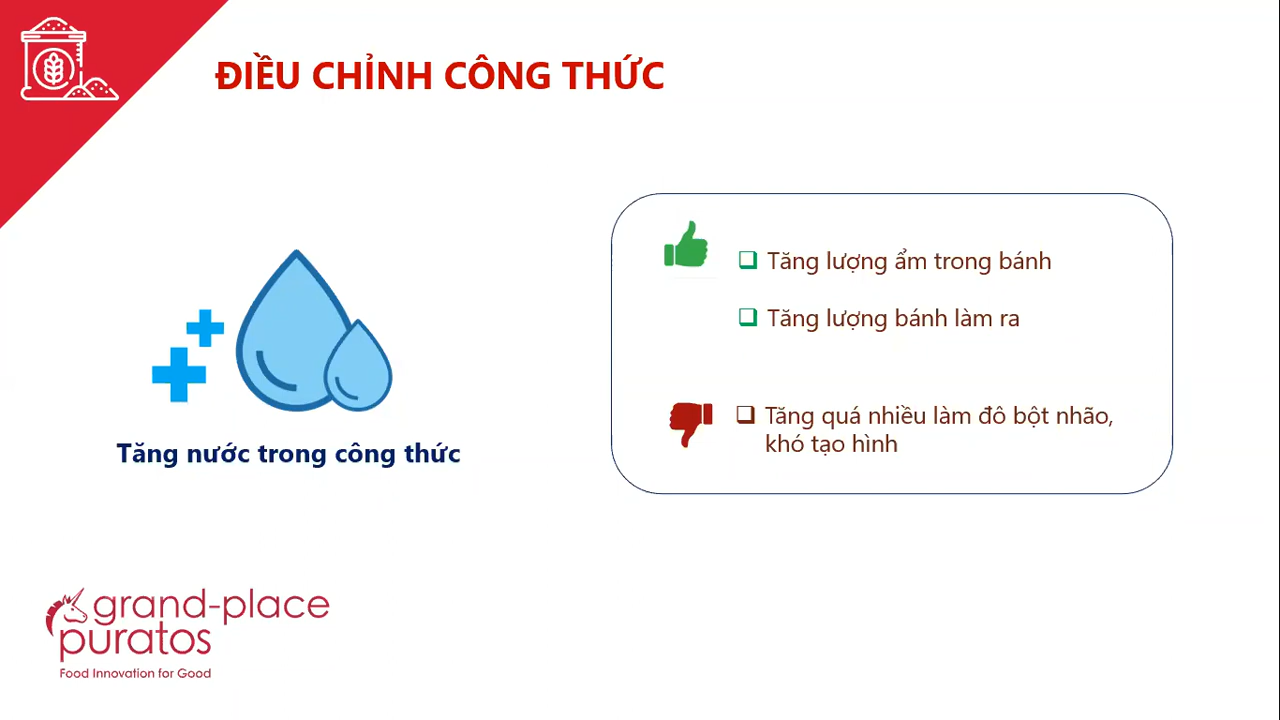 ĐIỀU CHỈNH CÔNG THỨC
Tăng lượng ẩm trong bánh
Tăng lượng bánh làm ra
Tăng quá nhiều làm đô bột nhão,
khó tạo hình
Tăng nước trong công thức
grand-place
puratos
Food Innovation for Good